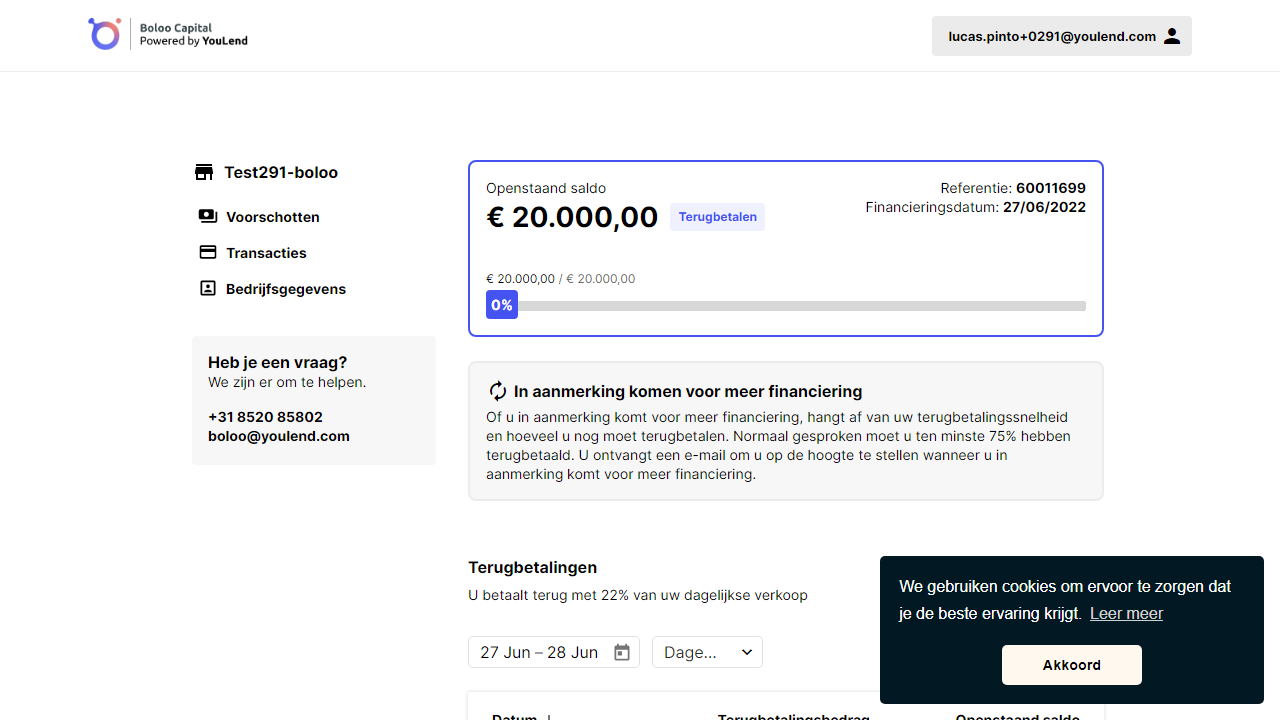 Boloo Capital
Powered by YouLend
lucas.pinto+0291@youlend.com
Test291-boloo
Voorschotten
Transacties
Bedrijfsgegevens
Heb je een vraag?
We zijn er om te helpen.
+31 8520 85802
boloo@youlend.com
Openstaand saldo
€ 20.000,00 Terugbetalen
Referentie: 60011699
Financieringsdatum: 27/06/2022
€ 20.000,00 / € 20.000,00
0%
In aanmerking komen voor meer financiering
Of u in aanmerking komt voor meer financiering, hangt af van uw terugbetalingssnelheid
en hoeveel u nog moet terugbetalen. Normaal gesproken moet u ten minste 75% hebben
terugbetaald. U ontvangt een e-mail om u op de hoogte te stellen wanneer u in
aanmerking komt voor meer financiering.
Terugbetalingen
U betaalt terug met 22% van uw dagelijkse verkoop
27 Jun – 28 Jun
Dage...
Datum ↓ Terugbetalingsbedrag Openstaand saldo
We gebruiken cookies om ervoor te zorgen dat
je de beste ervaring krijgt. Leer meer
Akkoord